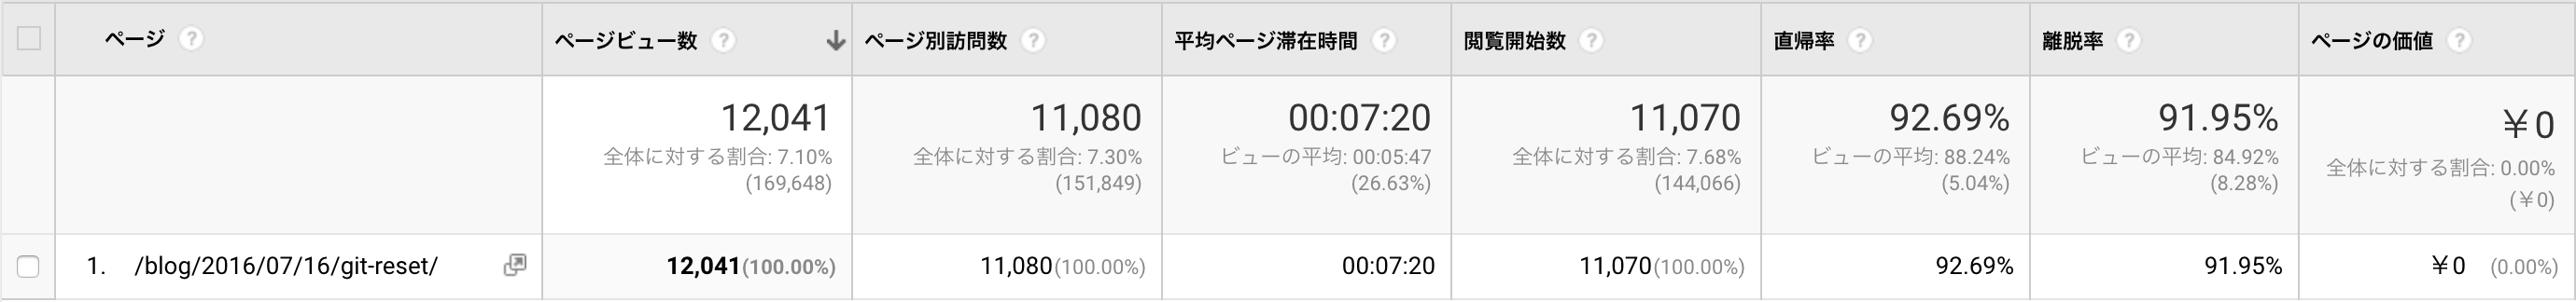 ページ ? ページビュー数 ? ↓ ページ別訪問数 ? 平均ページ滞在時間 ? 閲覧開始数 ? 直帰率 ? 離脱率 ? ページの価値 ?
12,041 11,080 00:07:20 11,070 92.69% 91.95% ￥0
全体に対する割合: 7.10% 全体に対する割合: 7.30% ビューの平均: 00:05:47 全体に対する割合: 7.68% ビューの平均: 88.24% ビューの平均: 84.92% 全体に対する割合: 0.00%
(169,648) (151,849) (26.63%) (144,066) (5.04%) (8.28%) (￥0)
1. /blog/2016/07/16/git-reset/ 12,041(100.00%) 11,080(100.00%) 00:07:20 11,070(100.00%) 92.69% 91.95% ￥0 (0.00%)